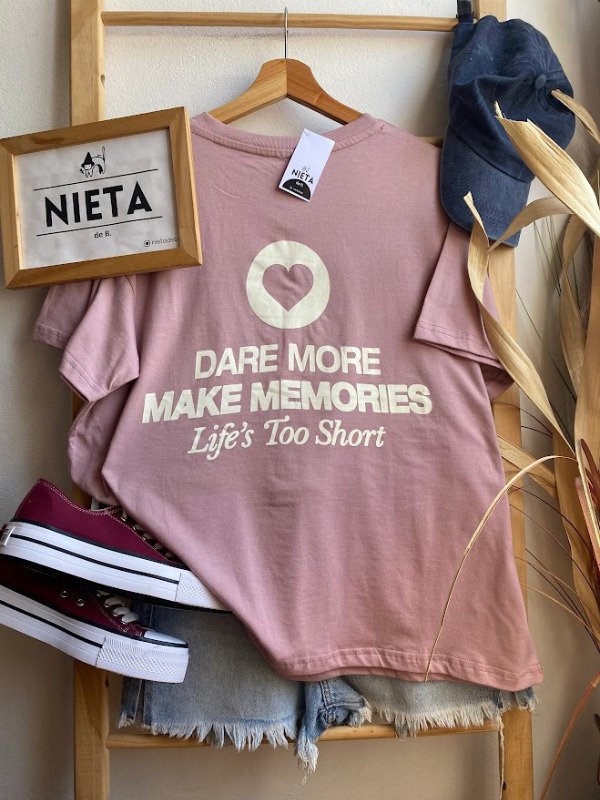 NIETA
de B.
NIETA
DARE MORE
MAKE MEMORIES
Life's Too Short